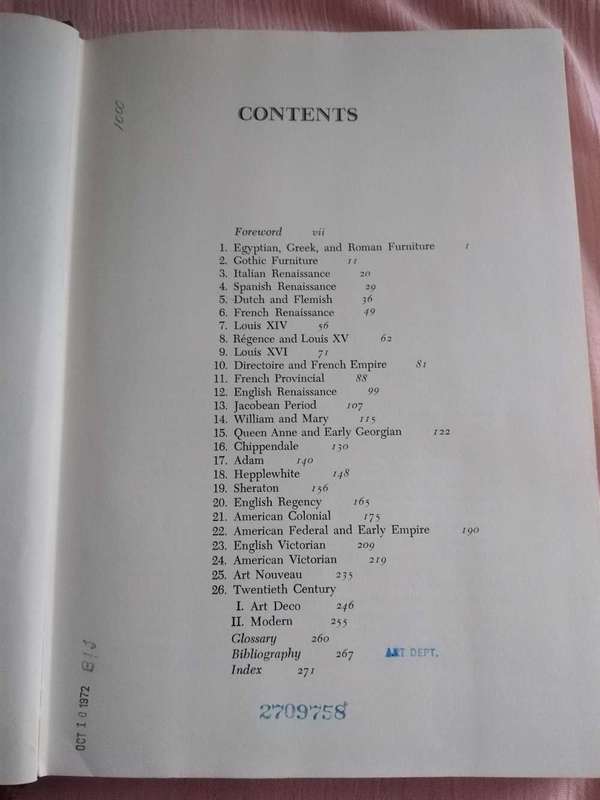 1000
CONTENTS
Foreword vii
1. Egyptian, Greek, and Roman Furniture 1
2. Gothic Furniture 11
3. Italian Renaissance 20
4. Spanish Renaissance 29
5. Dutch and Flemish 36
6. French Renaissance 49
7. Louis XIV 56
8. Régence and Louis XV 62
9. Louis XVI 71
10. Directoire and French Empire 81
11. French Provincial 88
12. English Renaissance 99
13. Jacobean Period 107
14. William and Mary 115
15. Queen Anne and Early Georgian 122
16. Chippendale 130
17. Adam 140
18. Hepplewhite 148
19. Sheraton 156
20. English Regency 165
21. American Colonial 175
22. American Federal and Early Empire 190
23. English Victorian 209
24. American Victorian 219
25. Art Nouveau 235
26. Twentieth Century
I. Art Deco 246
II. Modern 255
Glossary 260
Bibliography 267
ART DEPT.
Index 271
2709758
OCT 10 1972